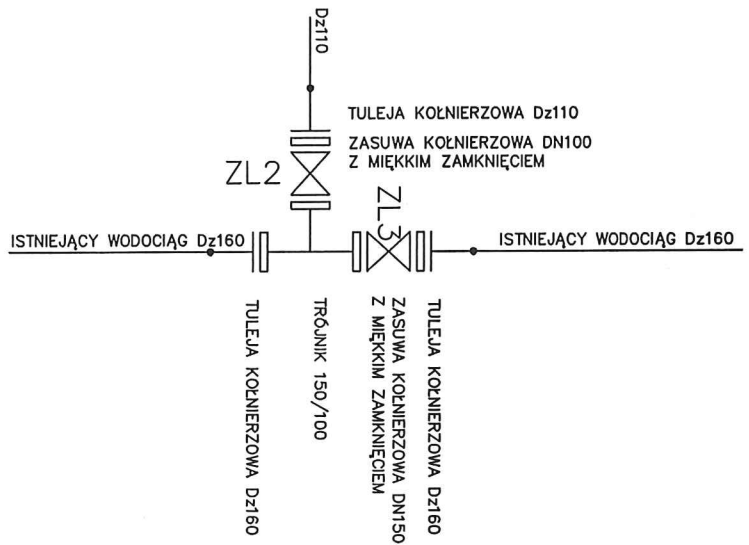 Dz110
TULEJA KOŁNIERZOWA Dz110
ZASUWA KOŁNIERZOWA DN100
Z MIĘKKIM ZAMKNIĘCIEM
ZL2
ZL3
ISTNIEJĄCY WODOCIĄG Dz160
ISTNIEJĄCY WODOCIĄG Dz160
TULEJA KOŁNIERZOWA Dz160
TRÓJNIK 150/100
ZASUWA KOŁNIERZOWA DN150
Z MIĘKKIM ZAMKNIĘCIEM
TULEJA KOŁNIERZOWA Dz160